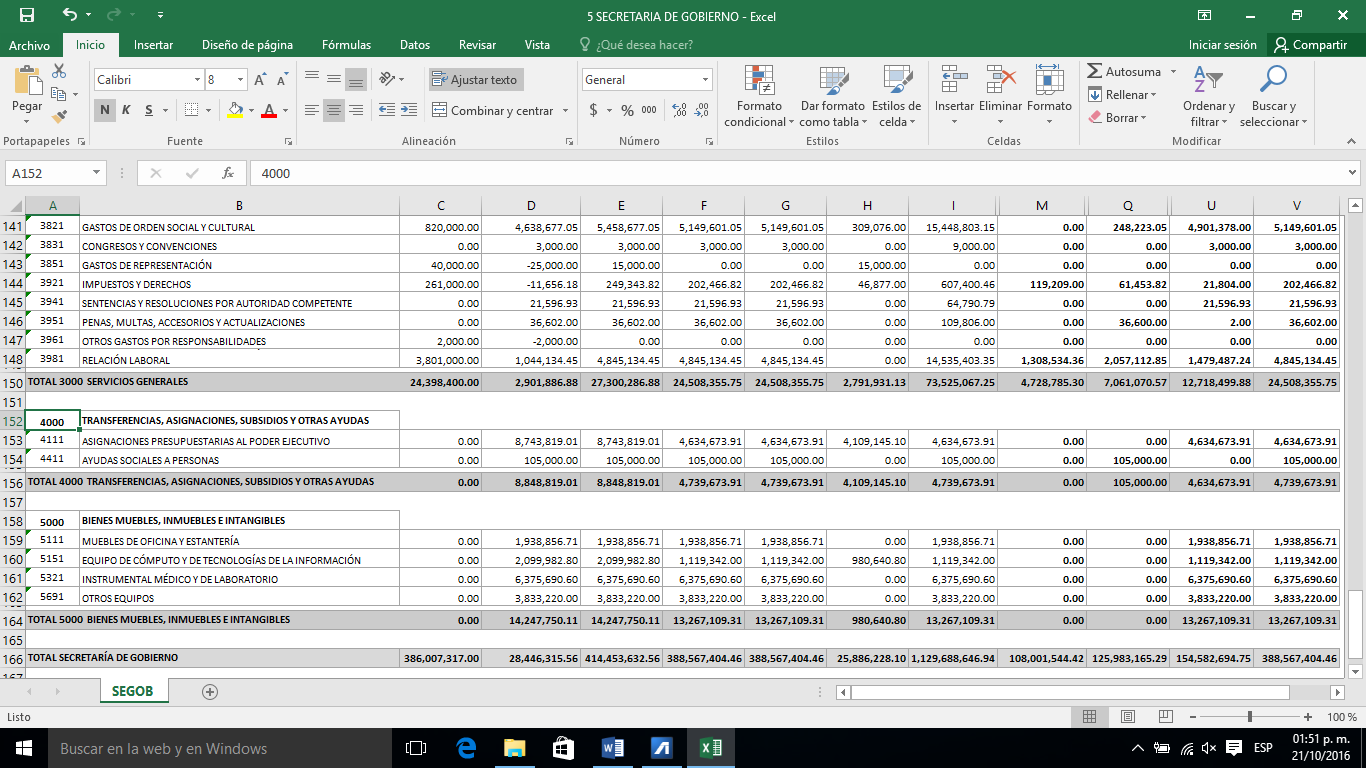 5 SECRETARIA DE GOBIERNO - Excel
Archivo Inicio Insertar Diseño de página Fórmulas Datos Revisar Vista ¿Qué desea hacer? Iniciar sesión Compartir
Calibri 8 A A Ajustar texto General Autosuma
Pegar N K S A Combinar y centrar $ % 000 Formato condicional Dar formato como tabla Estilos de celda Insertar Eliminar Formato Rellenar Borrar Ordenar y filtrar Buscar y seleccionar
Portapapeles Fuente Alineación Número Estilos Celdas Modificar
A152 fx 4000
A B C D E F G H I M Q U V
141 3821 GASTOS DE ORDEN SOCIAL Y CULTURAL 820,000.00 4,638,677.05 5,458,677.05 5,149,601.05 5,149,601.05 309,076.00 15,448,803.15 0.00 248,223.05 4,901,378.00 5,149,601.05
142 3831 CONGRESOS Y CONVENCIONES 0.00 3,000.00 3,000.00 3,000.00 3,000.00 0.00 9,000.00 0.00 0.00 3,000.00 3,000.00
143 3851 GASTOS DE REPRESENTACIÓN 40,000.00 -25,000.00 15,000.00 0.00 0.00 15,000.00 0.00 0.00 0.00 0.00 0.00
144 3921 IMPUESTOS Y DERECHOS 261,000.00 -11,656.18 249,343.82 202,466.82 202,466.82 46,877.00 607,400.46 119,209.00 61,453.82 21,804.00 202,466.82
145 3941 SENTENCIAS Y RESOLUCIONES POR AUTORIDAD COMPETENTE 0.00 21,596.93 21,596.93 21,596.93 21,596.93 0.00 64,790.79 0.00 0.00 21,596.93 21,596.93
146 3951 PENAS, MULTAS, ACCESORIOS Y ACTUALIZACIONES 0.00 36,602.00 36,602.00 36,602.00 36,602.00 0.00 109,806.00 0.00 36,600.00 2.00 36,602.00
147 3961 OTROS GASTOS POR RESPONSABILIDADES 2,000.00 -2,000.00 0.00 0.00 0.00 0.00 0.00 0.00 0.00 0.00 0.00
148 3981 RELACIÓN LABORAL 3,801,000.00 1,044,134.45 4,845,134.45 4,845,134.45 4,845,134.45 0.00 14,535,403.35 1,308,534.36 2,057,112.85 1,479,487.24 4,845,134.45
150 TOTAL 3000 SERVICIOS GENERALES 24,398,400.00 2,901,886.88 27,300,286.88 24,508,355.75 24,508,355.75 2,791,931.13 73,525,067.25 4,728,785.30 7,061,070.57 12,718,499.88 24,508,355.75
151
152 4000 TRANSFERENCIAS, ASIGNACIONES, SUBSIDIOS Y OTRAS AYUDAS
153 4111 ASIGNACIONES PRESUPUESTARIAS AL PODER EJECUTIVO 0.00 8,743,819.01 8,743,819.01 4,634,673.91 4,634,673.91 4,109,145.10 4,634,673.91 0.00 0.00 4,634,673.91 4,634,673.91
154 4411 AYUDAS SOCIALES A PERSONAS 0.00 105,000.00 105,000.00 105,000.00 105,000.00 0.00 105,000.00 0.00 105,000.00 0.00 105,000.00
156 TOTAL 4000 TRANSFERENCIAS, ASIGNACIONES, SUBSIDIOS Y OTRAS AYUDAS 0.00 8,848,819.01 8,848,819.01 4,739,673.91 4,739,673.91 4,109,145.10 4,739,673.91 0.00 105,000.00 4,634,673.91 4,739,673.91
157
158 5000 BIENES MUEBLES, INMUEBLES E INTANGIBLES
159 5111 MUEBLES DE OFICINA Y ESTANTERÍA 0.00 1,938,856.71 1,938,856.71 1,938,856.71 1,938,856.71 0.00 1,938,856.71 0.00 0.00 1,938,856.71 1,938,856.71
160 5151 EQUIPO DE CÓMPUTO Y DE TECNOLOGÍAS DE LA INFORMACIÓN 0.00 2,099,982.80 2,099,982.80 1,119,342.00 1,119,342.00 980,640.80 1,119,342.00 0.00 0.00 1,119,342.00 1,119,342.00
161 5321 INSTRUMENTAL MÉDICO Y DE LABORATORIO 0.00 6,375,690.60 6,375,690.60 6,375,690.60 6,375,690.60 0.00 6,375,690.60 0.00 0.00 6,375,690.60 6,375,690.60
162 5691 OTROS EQUIPOS 0.00 3,833,220.00 3,833,220.00 3,833,220.00 3,833,220.00 0.00 3,833,220.00 0.00 0.00 3,833,220.00 3,833,220.00
164 TOTAL 5000 BIENES MUEBLES, INMUEBLES E INTANGIBLES 0.00 14,247,750.11 14,247,750.11 13,267,109.31 13,267,109.31 980,640.80 13,267,109.31 0.00 0.00 13,267,109.31 13,267,109.31
165
166 TOTAL SECRETARÍA DE GOBIERNO 386,007,317.00 28,446,315.56 414,453,632.56 388,567,404.46 388,567,404.46 25,886,228.10 1,129,688,646.94 108,001,544.42 125,983,165.29 154,582,694.75 388,567,404.46
SEGOB
Listo 100 %
Buscar en la web y en Windows ESP 01:51 p. m.
21/10/2016